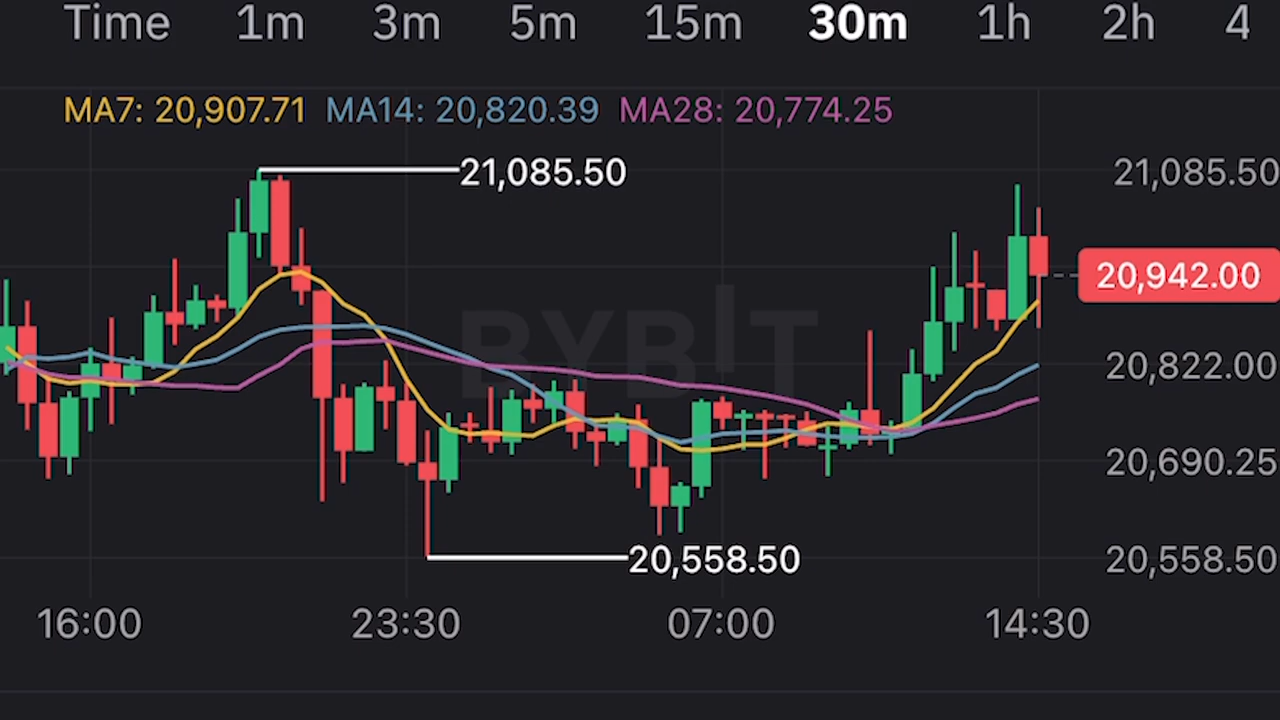 Time 1m 3m 5m 15m 30m 1h 2h 4
MA7: 20,907.71 MA14: 20,820.39 MA28: 20,774.25
21,085.50 21,085.50
20,942.00
BYBIT
20,822.00
20,690.25
20,558.50 20,558.50
16:00 23:30 07:00 14:30